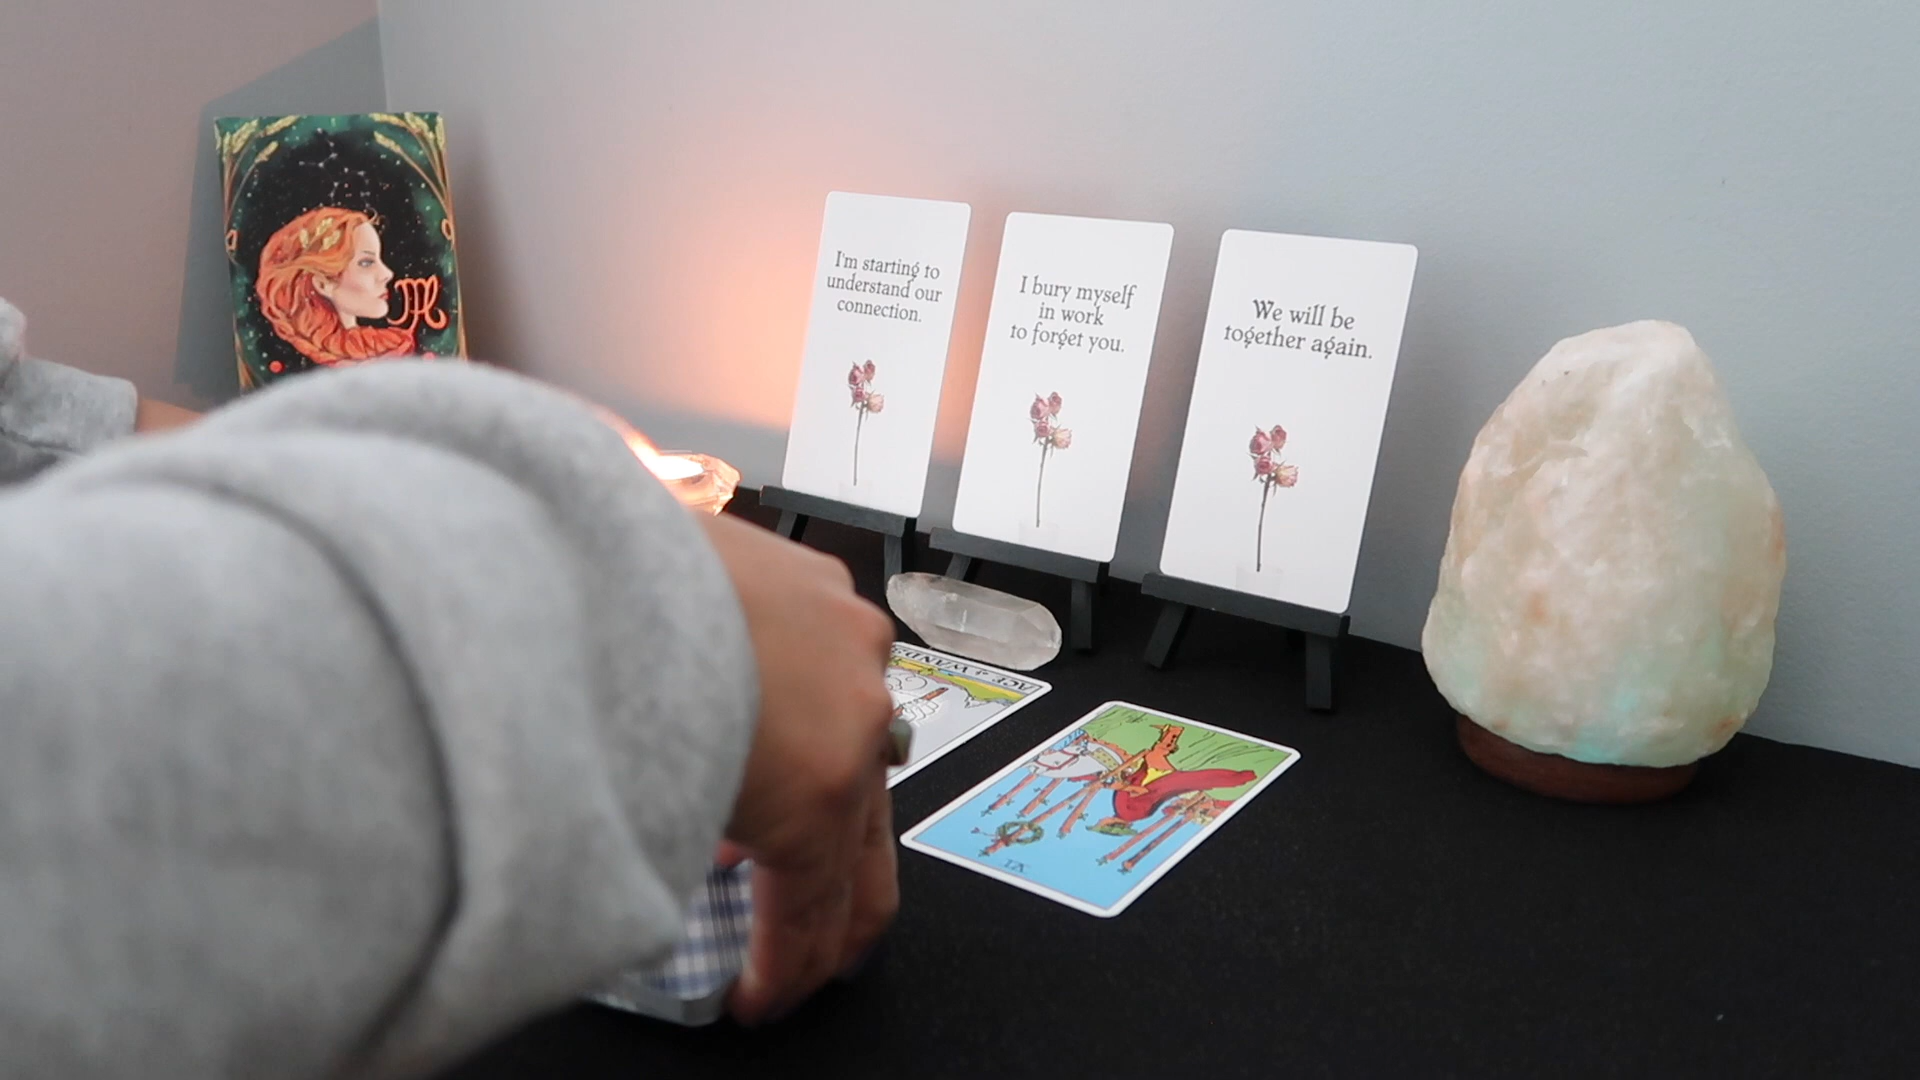 I'm starting to
understand our
connection.
I bury myself
in work
to forget you.
We will be
together again.
ACE of WANDS
VI